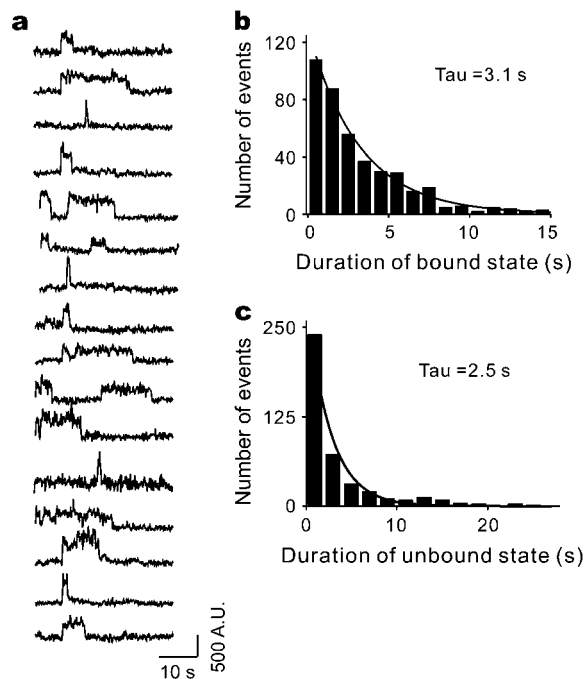 a
10 s
500 A.U.
b
Number of events
120
80
40
0
Tau =3.1 s
0 5 10 15
Duration of bound state (s)
c
Number of events
250
125
0
Tau =2.5 s
0 10 20
Duration of unbound state (s)